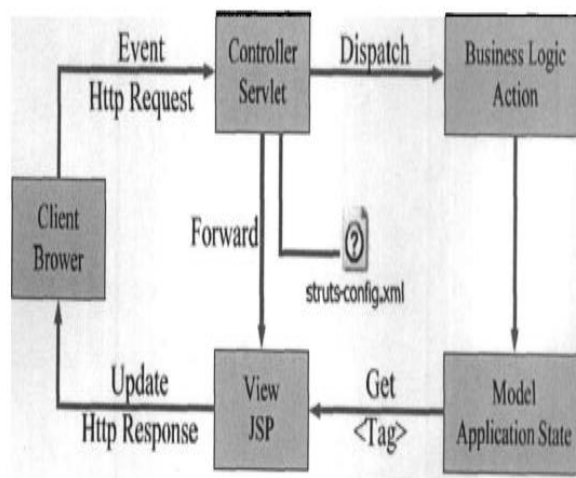 Event
Http Request
Controller
Servlet
Dispatch
Business Logic
Action
Client
Brower
Forward
struts-config.xml
Update
Http Response
View
JSP
Get
<Tag>
Model
Application State